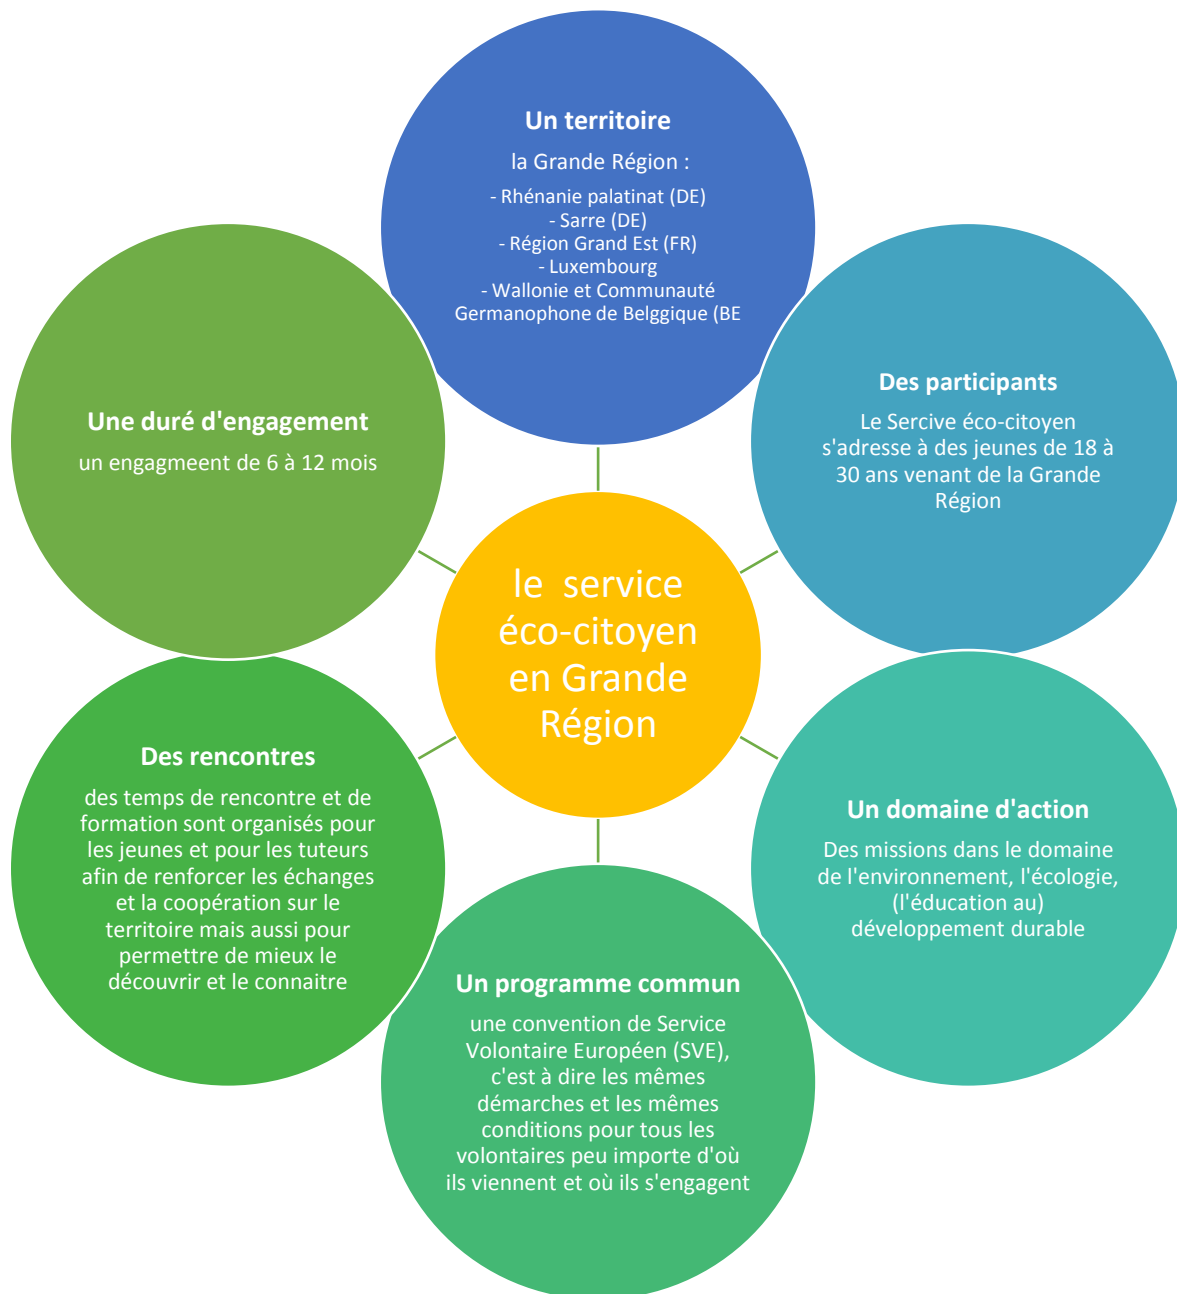 Un territoire
la Grande Région :
- Rhénanie palatinat (DE)
- Sarre (DE)
- Région Grand Est (FR)
- Luxembourg
- Wallonie et Communauté
Germanophone de Belggique (BE
Des participants
Le Sercive éco-citoyen
s'adresse à des jeunes de 18 à
30 ans venant de la Grande
Région
Un domaine d'action
Des missions dans le domaine
de l'environnement, l'écologie,
(l'éducation au)
développement durable
Un programme commun
une convention de Service
Volontaire Européen (SVE),
c'est à dire les mêmes
démarches et les mêmes
conditions pour tous les
volontaires peu importe d'où
ils viennent et où ils s'engagent
Des rencontres
des temps de rencontre et de
formation sont organisés pour
les jeunes et pour les tuteurs
afin de renforcer les échanges
et la coopération sur le
territoire mais aussi pour
permettre de mieux le
découvrir et le connaitre
Une duré d'engagement
un engagmeent de 6 à 12 mois
le service
éco-citoyen
en Grande
Région